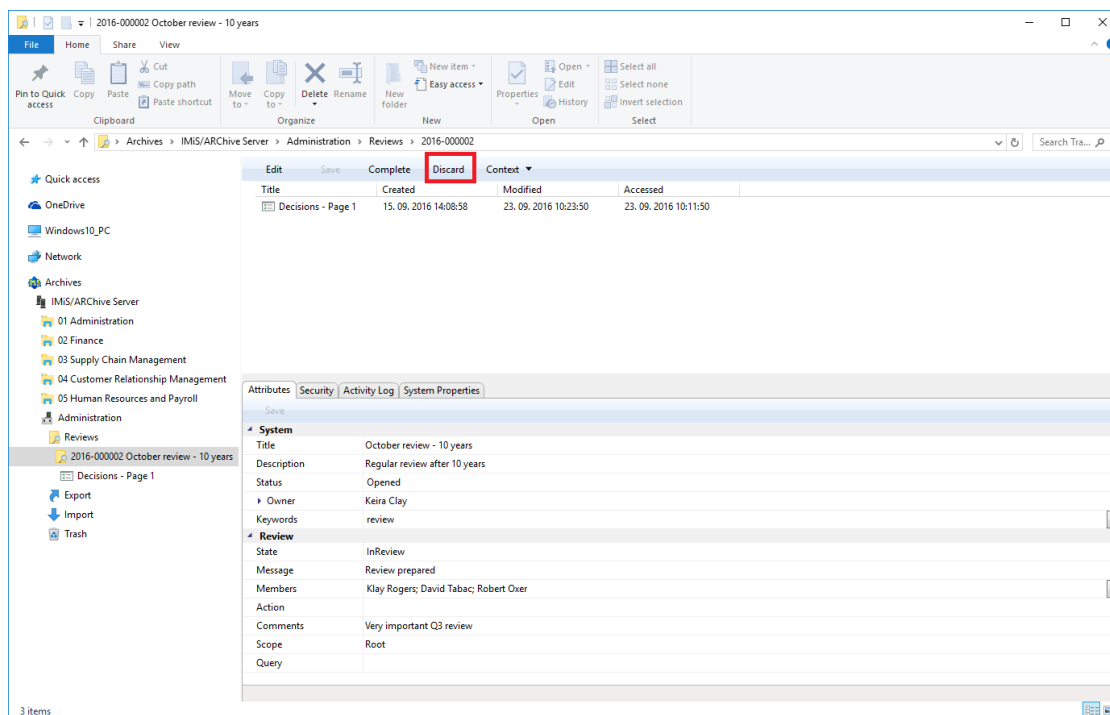 2016-000002 October review - 10 years
File Home Share View
Pin to Quick access
Copy
Paste
Cut
Copy path
Paste shortcut
Clipboard
Move to
Copy to
Delete
Rename
Organize
New folder
New item
Easy access
New
Properties
Open
Edit
History
Open
Select all
Select none
Invert selection
Select
Archives > IMiS/ARChive Server > Administration > Reviews > 2016-000002
Search Tra...
Quick access
OneDrive
Windows10_PC
Network
Archives
IMiS/ARChive Server
01 Administration
02 Finance
03 Supply Chain Management
04 Customer Relationship Management
05 Human Resources and Payroll
Administration
Reviews
2016-000002 October review - 10 years
Decisions - Page 1
Export
Import
Trash
Edit Save Complete Discard Context
Title Created Modified Accessed
Decisions - Page 1 15. 09. 2016 14:08:58 23. 09. 2016 10:23:50 23. 09. 2016 10:11:50
Attributes Security Activity Log System Properties
Save
System
Title October review - 10 years
Description Regular review after 10 years
Status Opened
Owner Keira Clay
Keywords review
Review
State InReview
Message Review prepared
Members Klay Rogers; David Tabac; Robert Oxer
Action
Comments Very important Q3 review
Scope Root
Query
3 items